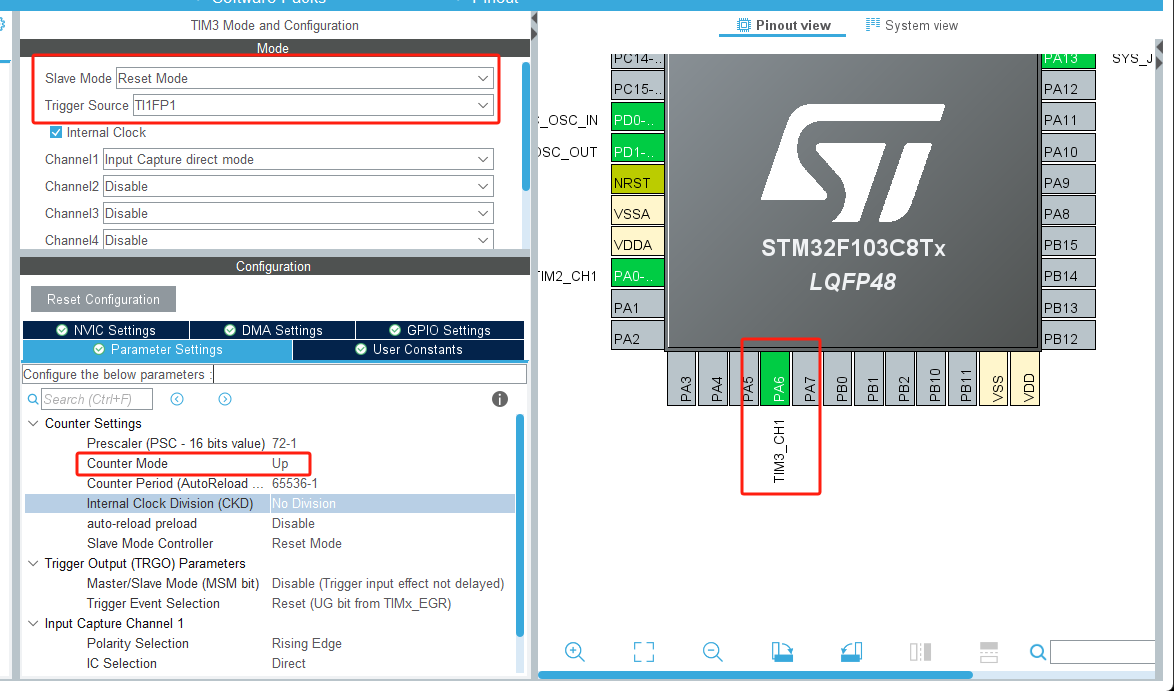 Software Packs
Pinout
TIM3 Mode and Configuration
Mode
Slave Mode Reset Mode
Trigger Source TI1FP1
Internal Clock
Channel1 Input Capture direct mode
Channel2 Disable
Channel3 Disable
Channel4 Disable
Configuration
Reset Configuration
NVIC Settings DMA Settings GPIO Settings
Parameter Settings User Constants
Configure the below parameters :
Search (Ctrl+F)
Counter Settings
Prescaler (PSC - 16 bits value) 72-1
Counter Mode Up
Counter Period (AutoReload ... 65536-1
Internal Clock Division (CKD) No Division
auto-reload preload Disable
Slave Mode Controller Reset Mode
Trigger Output (TRGO) Parameters
Master/Slave Mode (MSM bit) Disable (Trigger input effect not delayed)
Trigger Event Selection Reset (UG bit from TIMx_EGR)
Input Capture Channel 1
Polarity Selection Rising Edge
IC Selection Direct
Pinout view System view
PC14-..
PC15-..
C_OSC_IN PD0-..
OSC_OUT PD1-..
NRST
VSSA
VDDA
TIM2_CH1 PA0-..
PA1
PA2
STM32F103C8Tx
LQFP48
PA13 SYS_J
PA12
PA11
PA10
PA9
PA8
PB15
PB14
PB13
PB12
PA3
PA4
PA5
PA6
PA7
PB0
PB1
PB2
PB10
PB11
VSS
VDD
TIM3_CH1